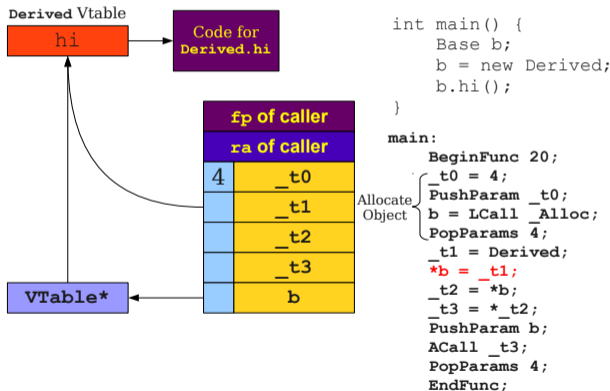 Derived Vtable
hi
Code for
Derived.hi
fp of caller
ra of caller
4 _t0
_t1
_t2
_t3
b
VTable*
int main() {
Base b;
b = new Derived;
b.hi();
}
main:
BeginFunc 20;
Allocate
Object
_t0 = 4;
PushParam _t0;
b = LCall _Alloc;
PopParams 4;
_t1 = Derived;
*b = _t1;
_t2 = *b;
_t3 = *_t2;
PushParam b;
ACall _t3;
PopParams 4;
EndFunc;